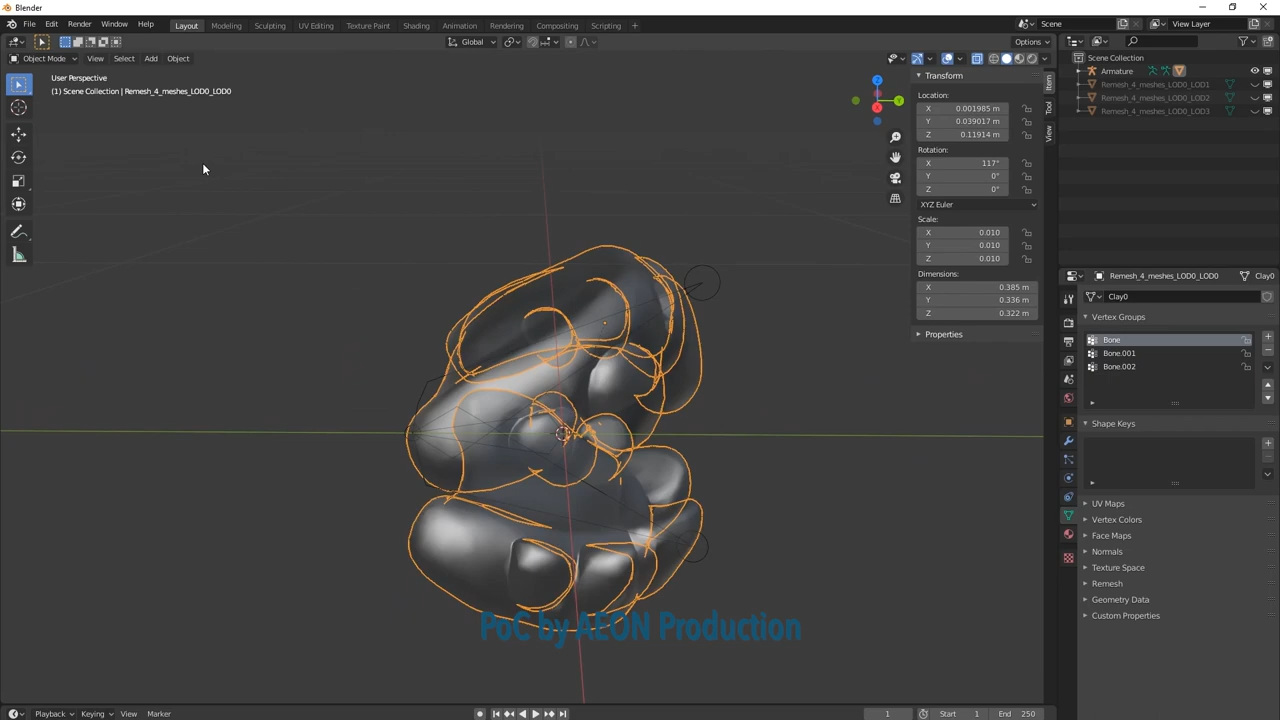 Blender
File Edit Render Window Help Layout Modeling Sculpting UV Editing Texture Paint Shading Animation Rendering Compositing Scripting + Scene View Layer
Global Options
Object Mode View Select Add Object
User Perspective
(1) Scene Collection | Remesh_4_meshes_LOD0_LOD0
Z
Y
X
Transform
Location:
X 0.001985 m
Y 0.039017 m
Z 0.11914 m
Rotation:
X 117°
Y 0°
Z 0°
XYZ Euler
Scale:
X 0.010
Y 0.010
Z 0.010
Dimensions:
X 0.385 m
Y 0.336 m
Z 0.322 m
Properties
Item
Tool
View
Scene Collection
Armature
Remesh_4_meshes_LOD0_LOD1
Remesh_4_meshes_LOD0_LOD2
Remesh_4_meshes_LOD0_LOD3
Remesh_4_meshes_LOD0_LOD0 Clay0
Clay0
Vertex Groups
Bone
Bone.001
Bone.002
Shape Keys
UV Maps
Vertex Colors
Face Maps
Normals
Texture Space
Remesh
Geometry Data
Custom Properties
PoC by AEON Production
Playback Keying View Marker 1 Start 1 End 250